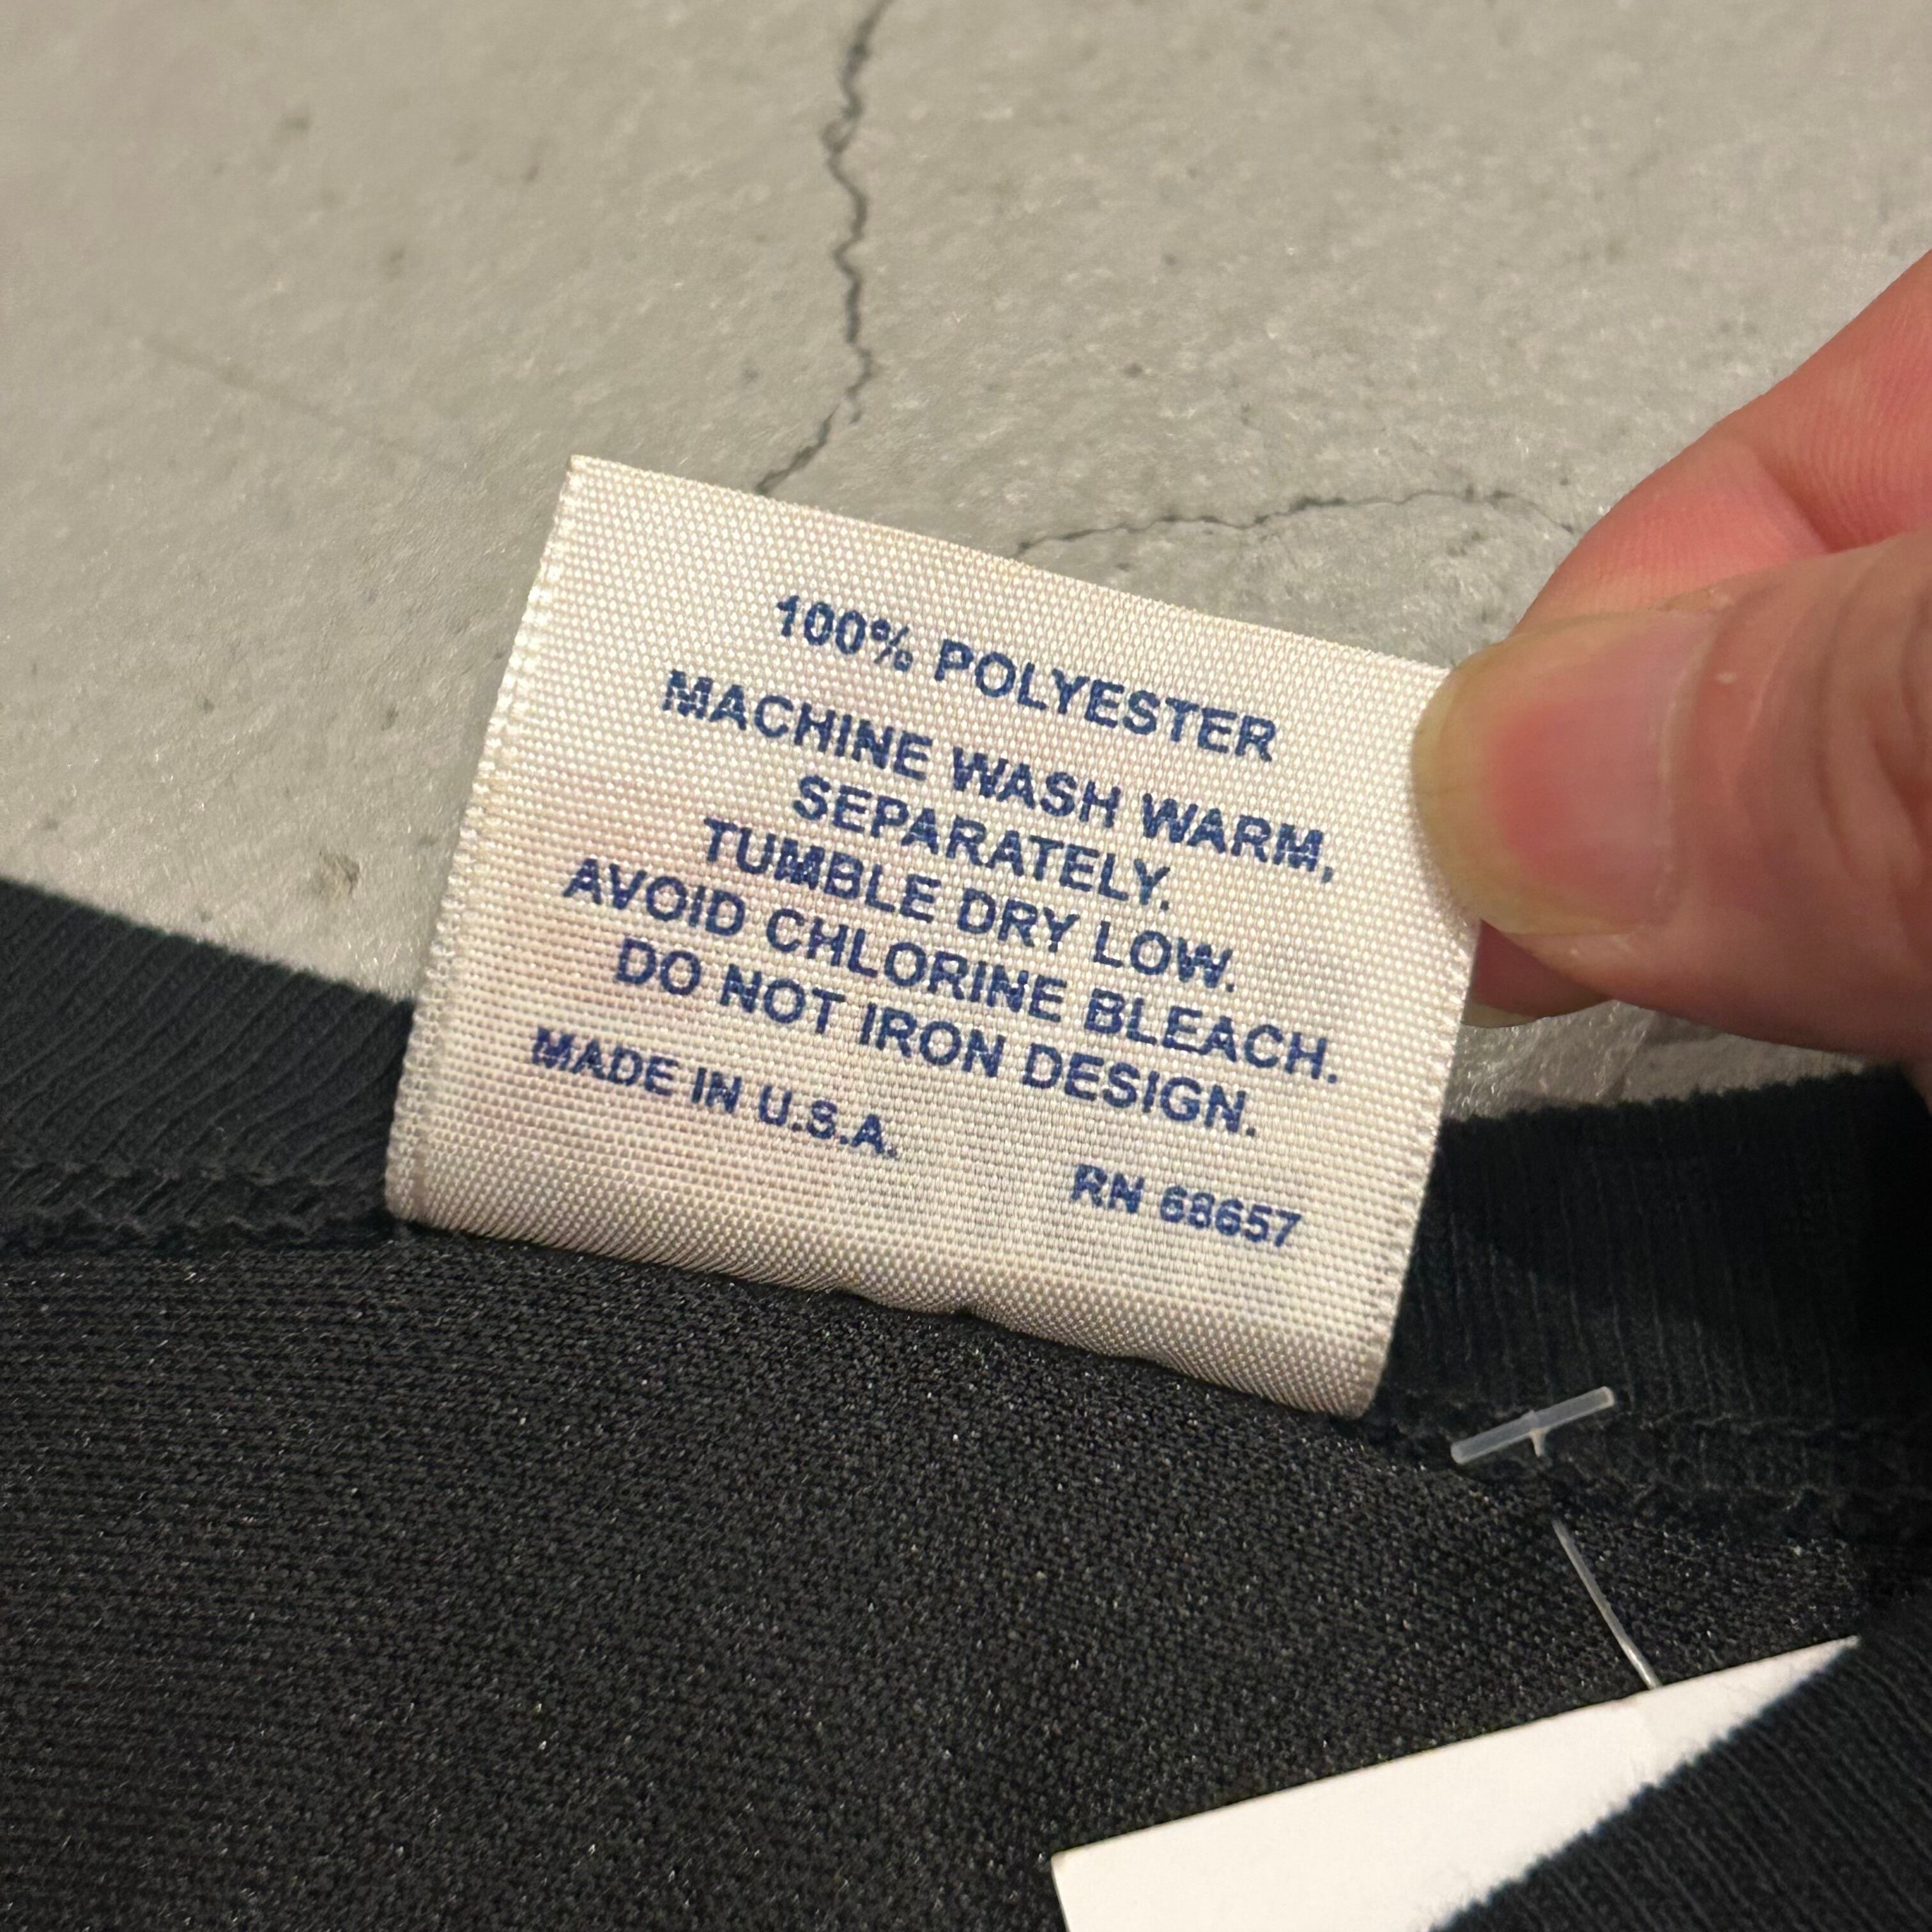 100% POLYESTER
MACHINE WASH WARM,
SEPARATELY.
TUMBLE DRY LOW.
AVOID CHLORINE BLEACH.
DO NOT IRON DESIGN.
MADE IN U.S.A.
RN 68657